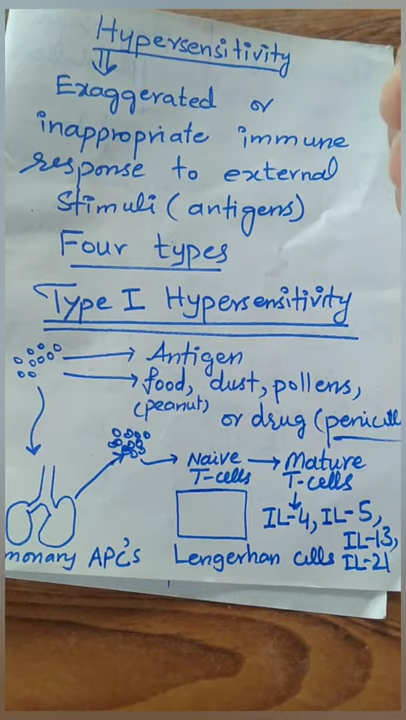 Hypersensitivity
Exaggerated or
inappropriate immune
response to external
Stimuli (antigens)
Four types
Type I Hypersensitivity
Antigen
food, dust, pollens,
(peanut) or drug (penicill
Naive → Mature
T-cells T-cells
IL-4, IL-5,
IL-13,
monary APC's Lengerhan cells IL-21